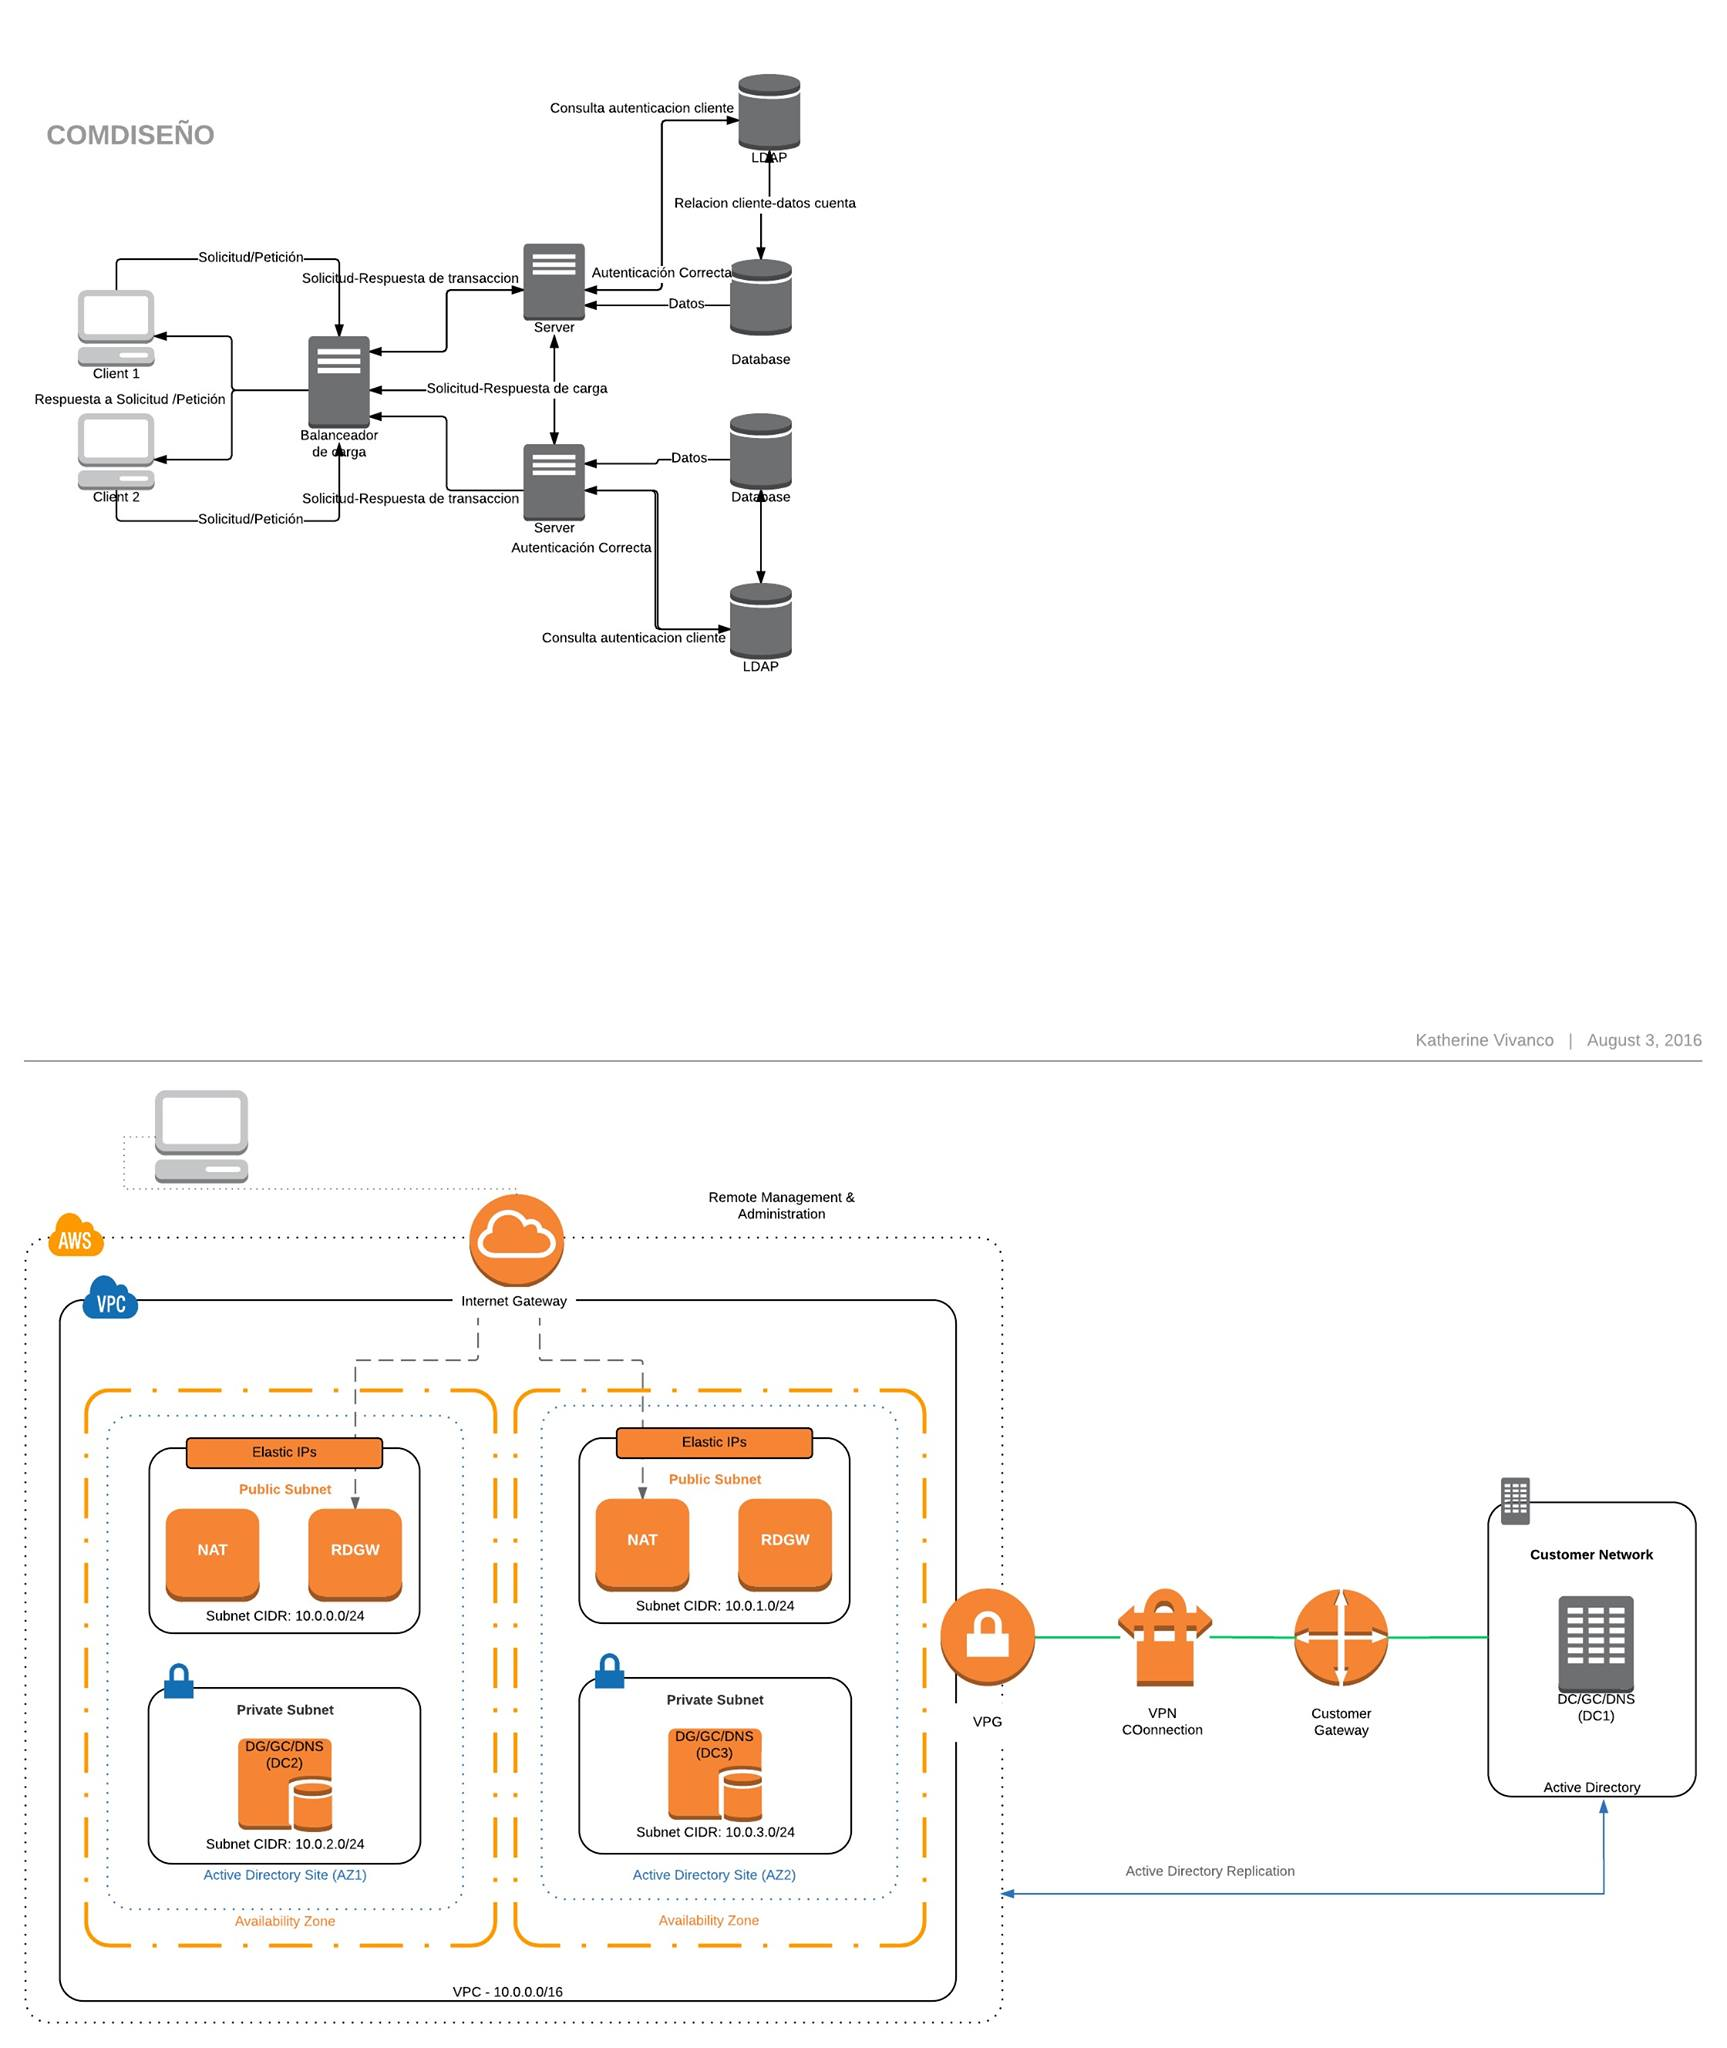 COMDISEÑO
Consulta autenticacion cliente
LDAP
Relacion cliente-datos cuenta
Solicitud/Petición
Solicitud-Respuesta de transaccion
Autenticación Correcta
Datos
Server
Database
Client 1
Solicitud-Respuesta de carga
Respuesta a Solicitud /Petición
Balanceador
de carga
Datos
Client 2
Database
Solicitud-Respuesta de transaccion
Solicitud/Petición
Server
Autenticación Correcta
Consulta autenticacion cliente
LDAP
Katherine Vivanco | August 3, 2016
Remote Management &
Administration
AWS
VPC
Internet Gateway
Elastic IPs
Public Subnet
NAT
RDGW
Subnet CIDR: 10.0.0.0/24
Elastic IPs
Public Subnet
NAT
RDGW
Subnet CIDR: 10.0.1.0/24
Private Subnet
DG/GC/DNS
(DC2)
Subnet CIDR: 10.0.2.0/24
Active Directory Site (AZ1)
Availability Zone
Private Subnet
DG/GC/DNS
(DC3)
Subnet CIDR: 10.0.3.0/24
Active Directory Site (AZ2)
Availability Zone
VPC - 10.0.0.0/16
VPG
VPN
COonnection
Customer
Gateway
Customer Network
DC/GC/DNS
(DC1)
Active Directory
Active Directory Replication